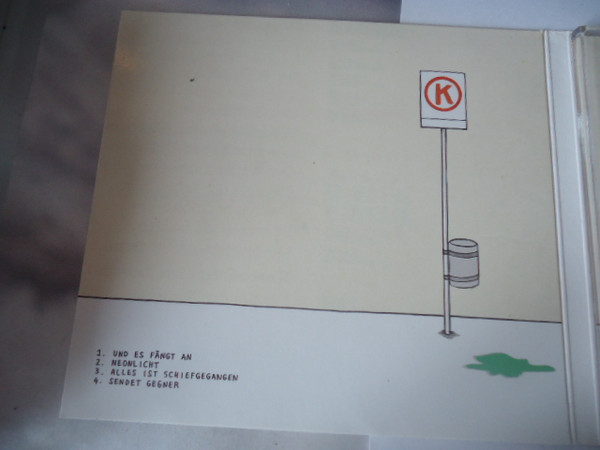 K
1. UND ES FÄNGT AN
2. NEONLICHT
3. ALLES IST SCHIEFGEGANGEN
4. SENDET GEGNER